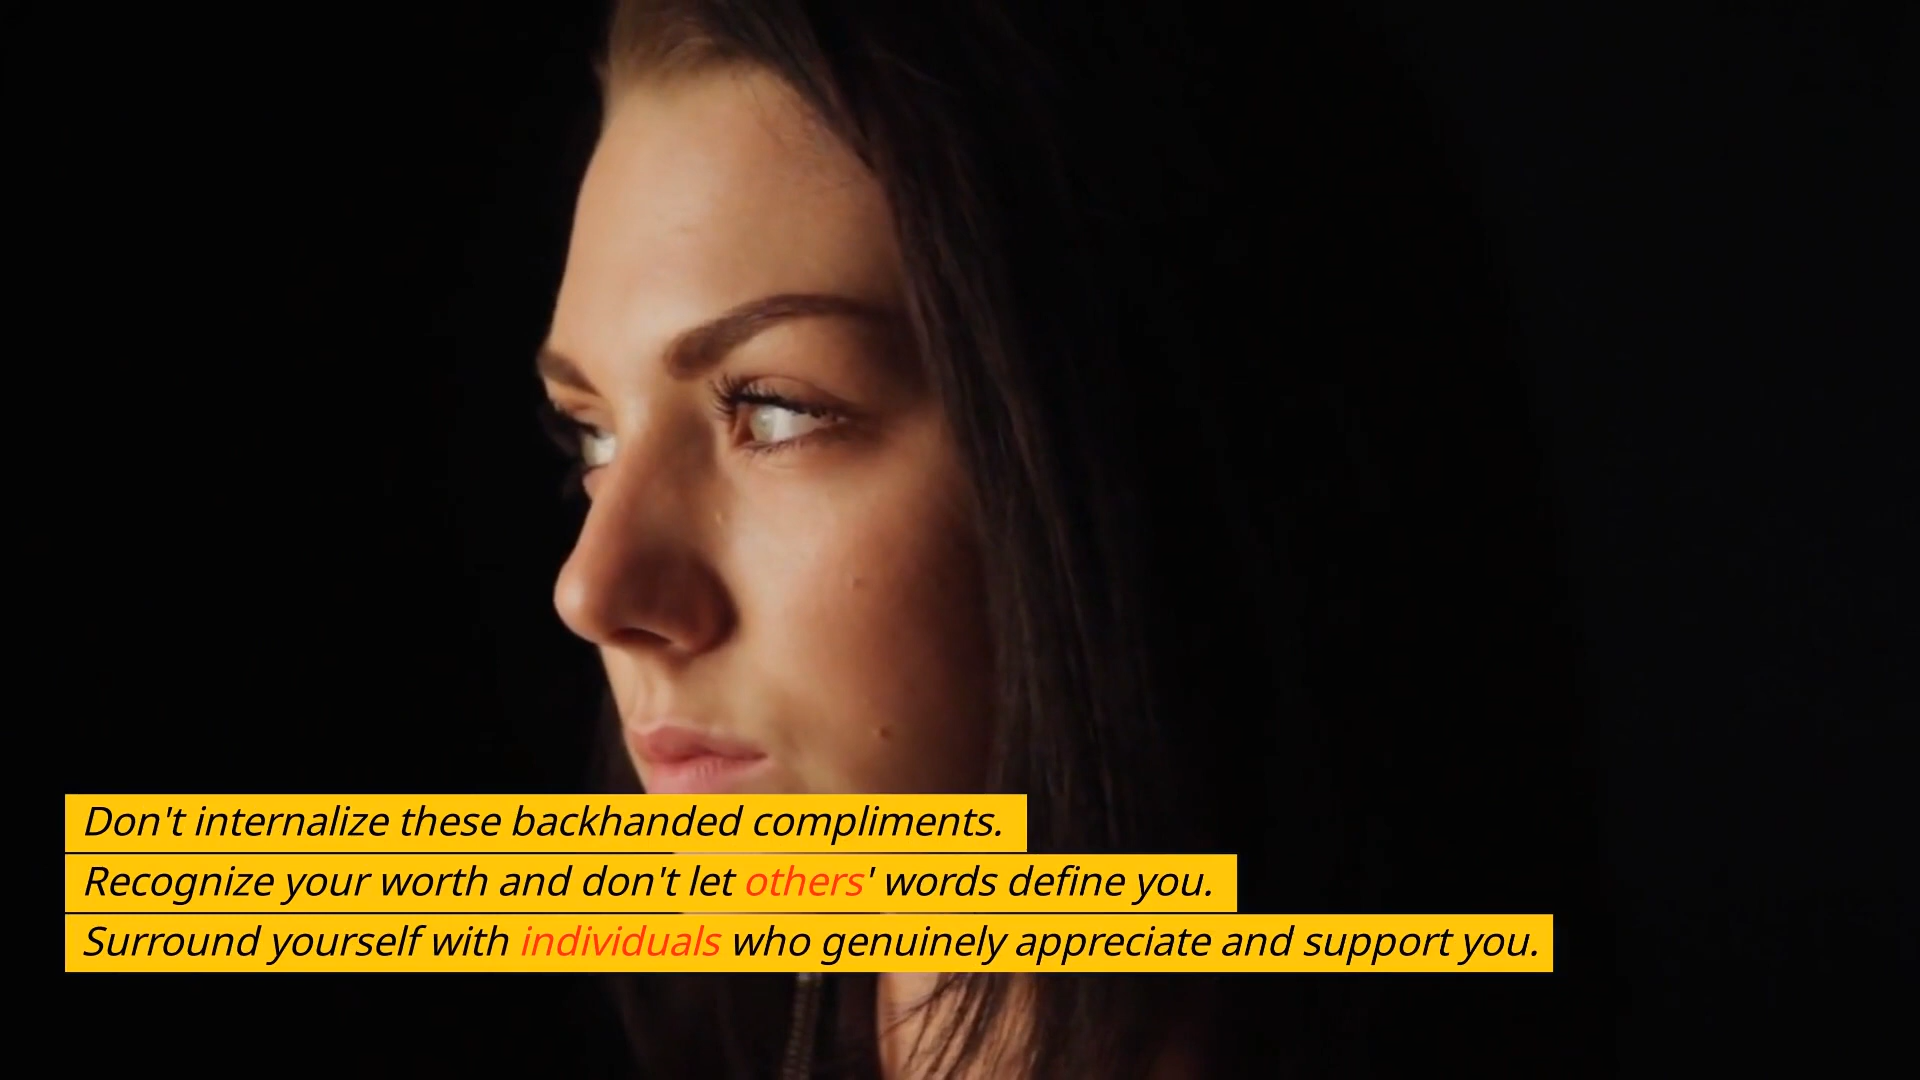 Don't internalize these backhanded compliments.
Recognize your worth and don't let others' words define you.
Surround yourself with individuals who genuinely appreciate and support you.